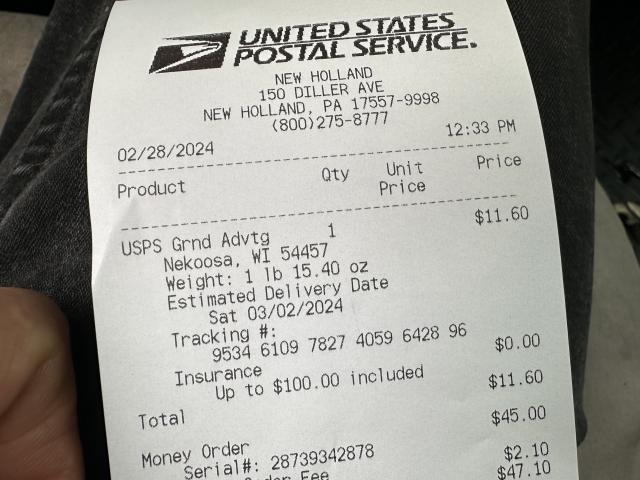 UNITED STATES
POSTAL SERVICE.
NEW HOLLAND
150 DILLER AVE
NEW HOLLAND, PA 17557-9998
(800)275-8777
02/28/2024 12:33 PM
Product Qty Unit Price
Price
USPS Grnd Advtg 1 $11.60
Nekoosa, WI 54457
Weight: 1 lb 15.40 oz
Estimated Delivery Date
Sat 03/02/2024
Tracking #:
9534 6109 7827 4059 6428 96
Insurance $0.00
Up to $100.00 included
Total $11.60
Money Order $45.00
Serial#: 28739342878
Fee $2.10
$47.10